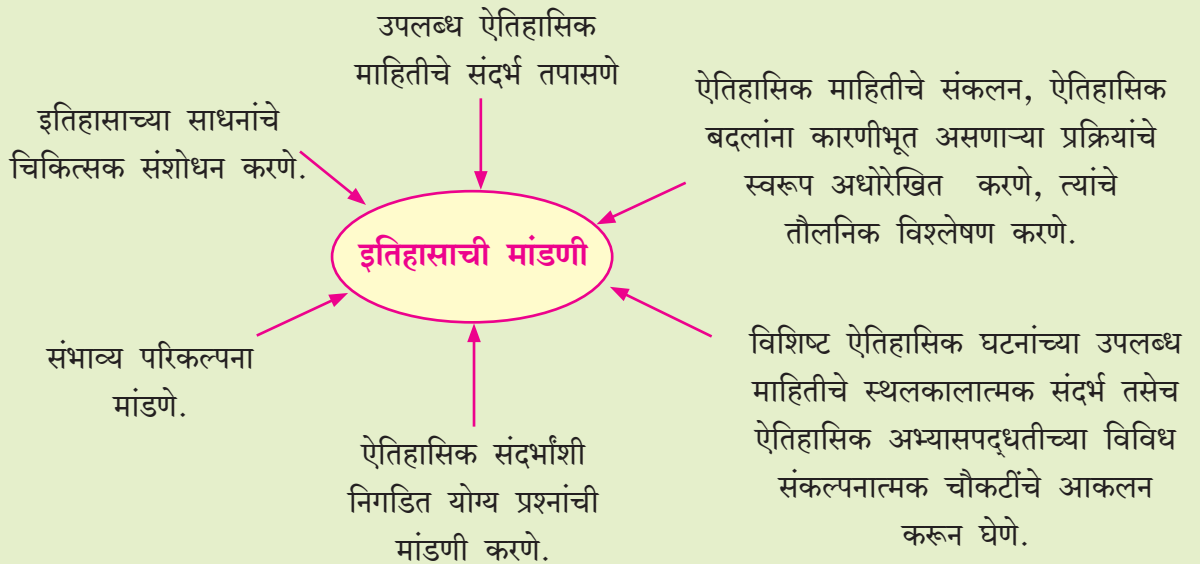 उपलब्ध ऐतिहासिक
माहितीचे संदर्भ तपासणे
इतिहासाच्या साधनांचे
चिकित्सक संशोधन करणे.
ऐतिहासिक माहितीचे संकलन, ऐतिहासिक
बदलांना कारणीभूत असणाऱ्या प्रक्रियांचे
स्वरूप अधोरेखित करणे, त्यांचे
तौलनिक विश्लेषण करणे.
इतिहासाची मांडणी
संभाव्य परिकल्पना
मांडणे.
विशिष्ट ऐतिहासिक घटनांच्या उपलब्ध
माहितीचे स्थलकालात्मक संदर्भ तसेच
ऐतिहासिक अभ्यासपद्धतीच्या विविध
संकल्पनात्मक चौकटींचे आकलन
करून घेणे.
ऐतिहासिक संदर्भांशी
निगडित योग्य प्रश्नांची
मांडणी करणे.